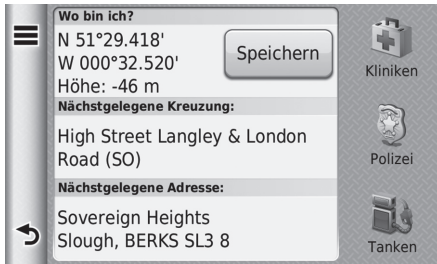 Wo bin ich?
N 51°29.418'
W 000°32.520'
Höhe: -46 m
Speichern
Nächstgelegene Kreuzung:
High Street Langley & London
Road (SO)
Nächstgelegene Adresse:
Sovereign Heights
Slough, BERKS SL3 8
Kliniken
Polizei
Tanken